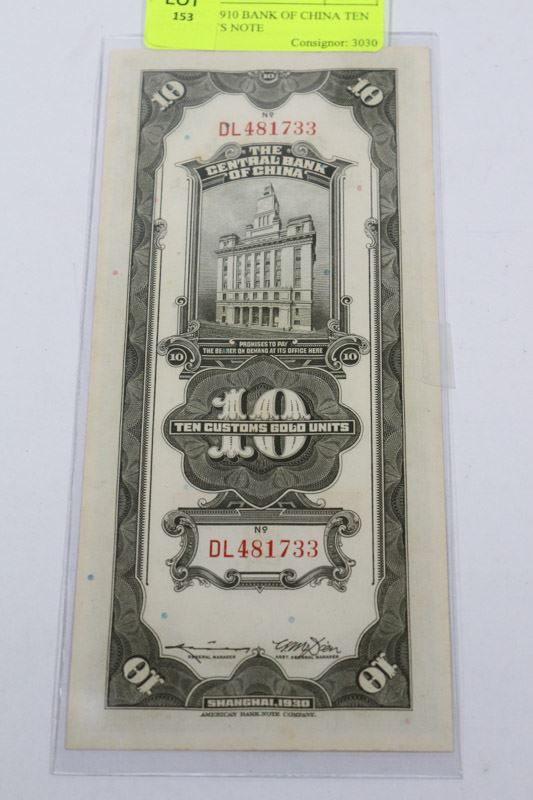 LOT
153
910 BANK OF CHINA TEN
S NOTE
Consignor: 3030
10
10
10
Nº
DL481733
THE
CENTRAL BANK
OF CHINA
PROMISES TO PAY
THE BEARER ON DEMAND AT ITS OFFICE HERE
10
10
10
TEN CUSTOMS GOLD UNITS
Nº
DL481733
GENERAL MANAGER
ASST. GENERAL MANAGER
10
10
SHANGHAI, 1930
AMERICAN BANK NOTE COMPANY.